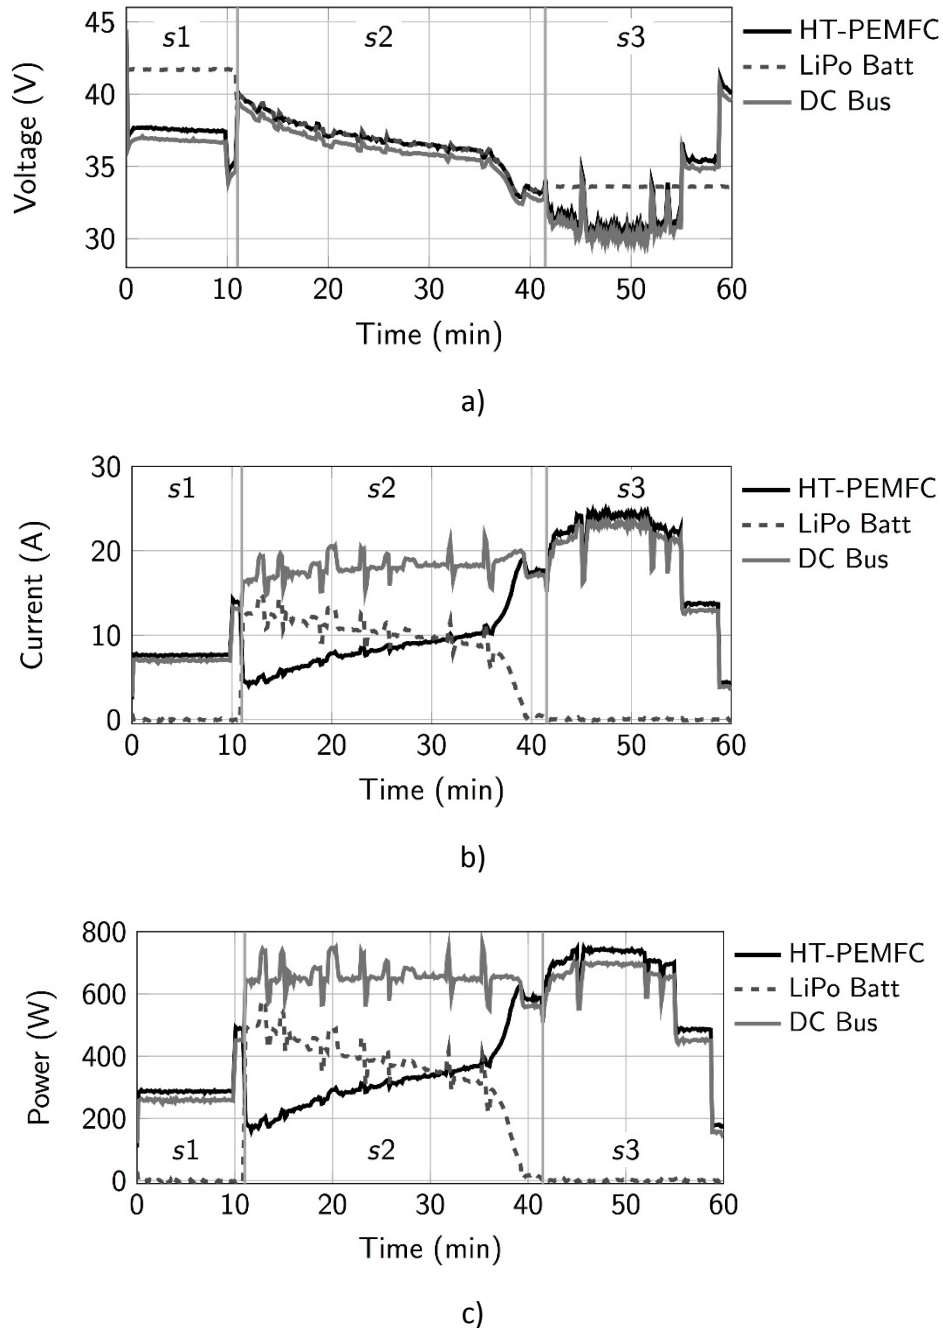 45
40
35
30
Voltage (V)
s1
s2
s3
HT-PEMFC
LiPo Batt
DC Bus
0 10 20 30 40 50 60
Time (min)
a)
30
20
10
0
Current (A)
s1
s2
s3
HT-PEMFC
LiPo Batt
DC Bus
0 10 20 30 40 50 60
Time (min)
b)
800
600
400
200
0
Power (W)
HT-PEMFC
LiPo Batt
DC Bus
s1
s2
s3
0 10 20 30 40 50 60
Time (min)
c)